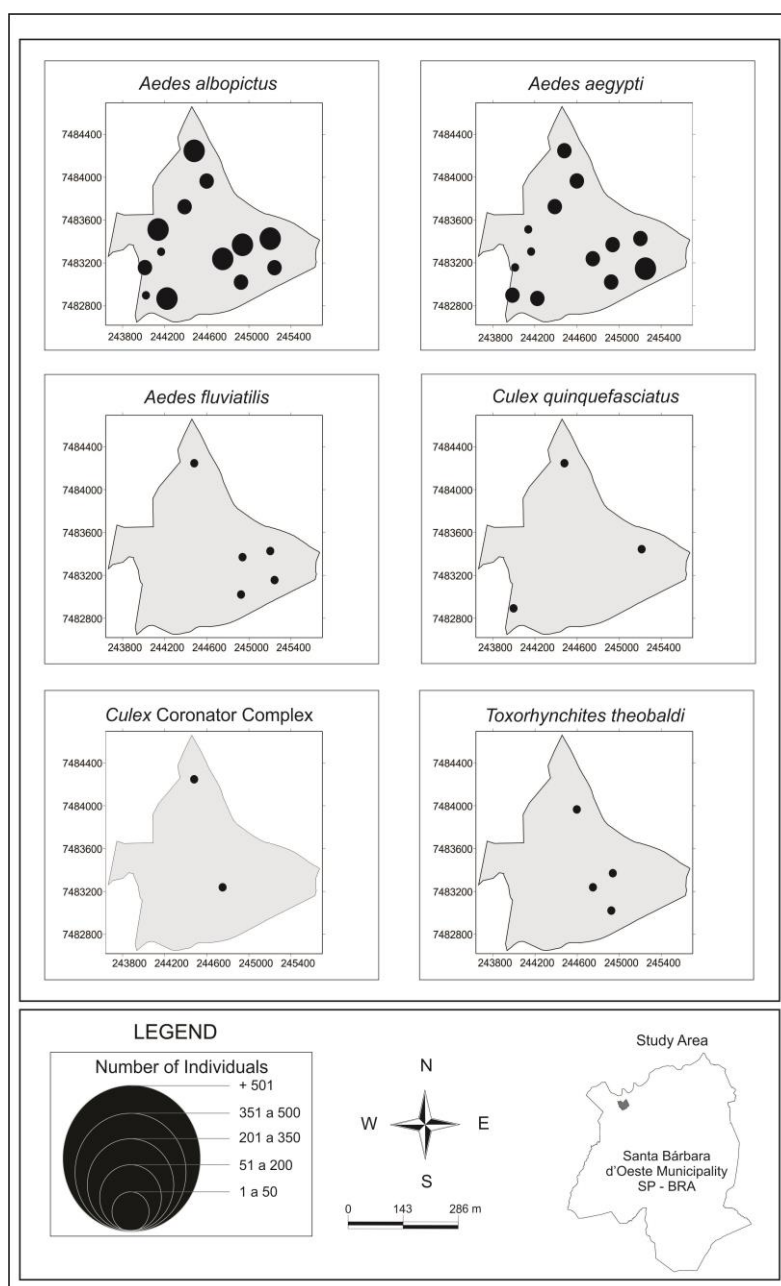 Aedes albopictus
7484400
7484000
7483600
7483200
7482800
243800 244200 244600 245000 245400
Aedes aegypti
7484400
7484000
7483600
7483200
7482800
243800 244200 244600 245000 245400
Aedes fluviatilis
7484400
7484000
7483600
7483200
7482800
243800 244200 244600 245000 245400
Culex quinquefasciatus
7484400
7484000
7483600
7483200
7482800
243800 244200 244600 245000 245400
Culex Coronator Complex
7484400
7484000
7483600
7483200
7482800
243800 244200 244600 245000 245400
Toxorhynchites theobaldi
7484400
7484000
7483600
7483200
7482800
243800 244200 244600 245000 245400
LEGEND
Number of Individuals
+ 501
351 a 500
201 a 350
51 a 200
1 a 50
N
W E
S
0 143 286 m
Study Area
Santa Bárbara
d'Oeste Municipality
SP - BRA